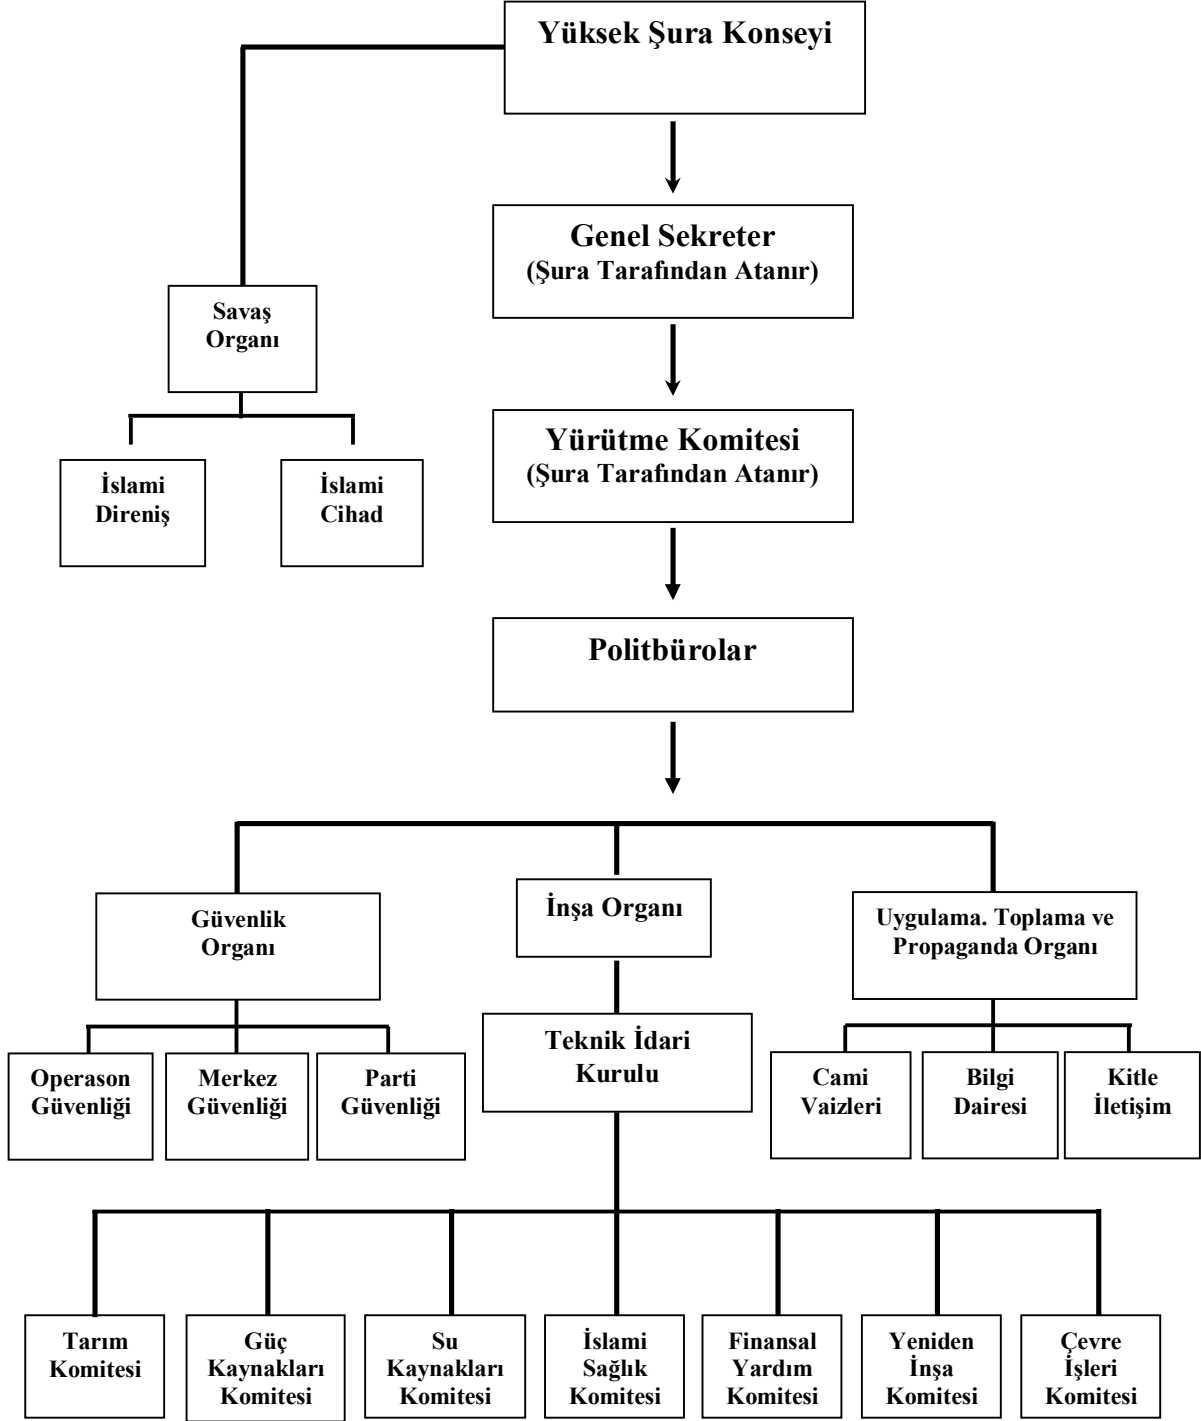 Yüksek Şura Konseyi
Genel Sekreter
(Şura Tarafından Atanır)
Savaş
Organı
Yürütme Komitesi
(Şura Tarafından Atanır)
İslami
Direniş
İslami
Cihad
Politbürolar
Güvenlik
Organı
İnşa Organı
Uygulama. Toplama ve
Propaganda Organı
Operason
Güvenliği
Merkez
Güvenliği
Parti
Güvenliği
Teknik İdari
Kurulu
Cami
Vaizleri
Bilgi
Dairesi
Kitle
İletişim
Tarım
Komitesi
Güç
Kaynakları
Komitesi
Su
Kaynakları
Komitesi
İslami
Sağlık
Komitesi
Finansal
Yardım
Komitesi
Yeniden
İnşa
Komitesi
Çevre
İşleri
Komitesi